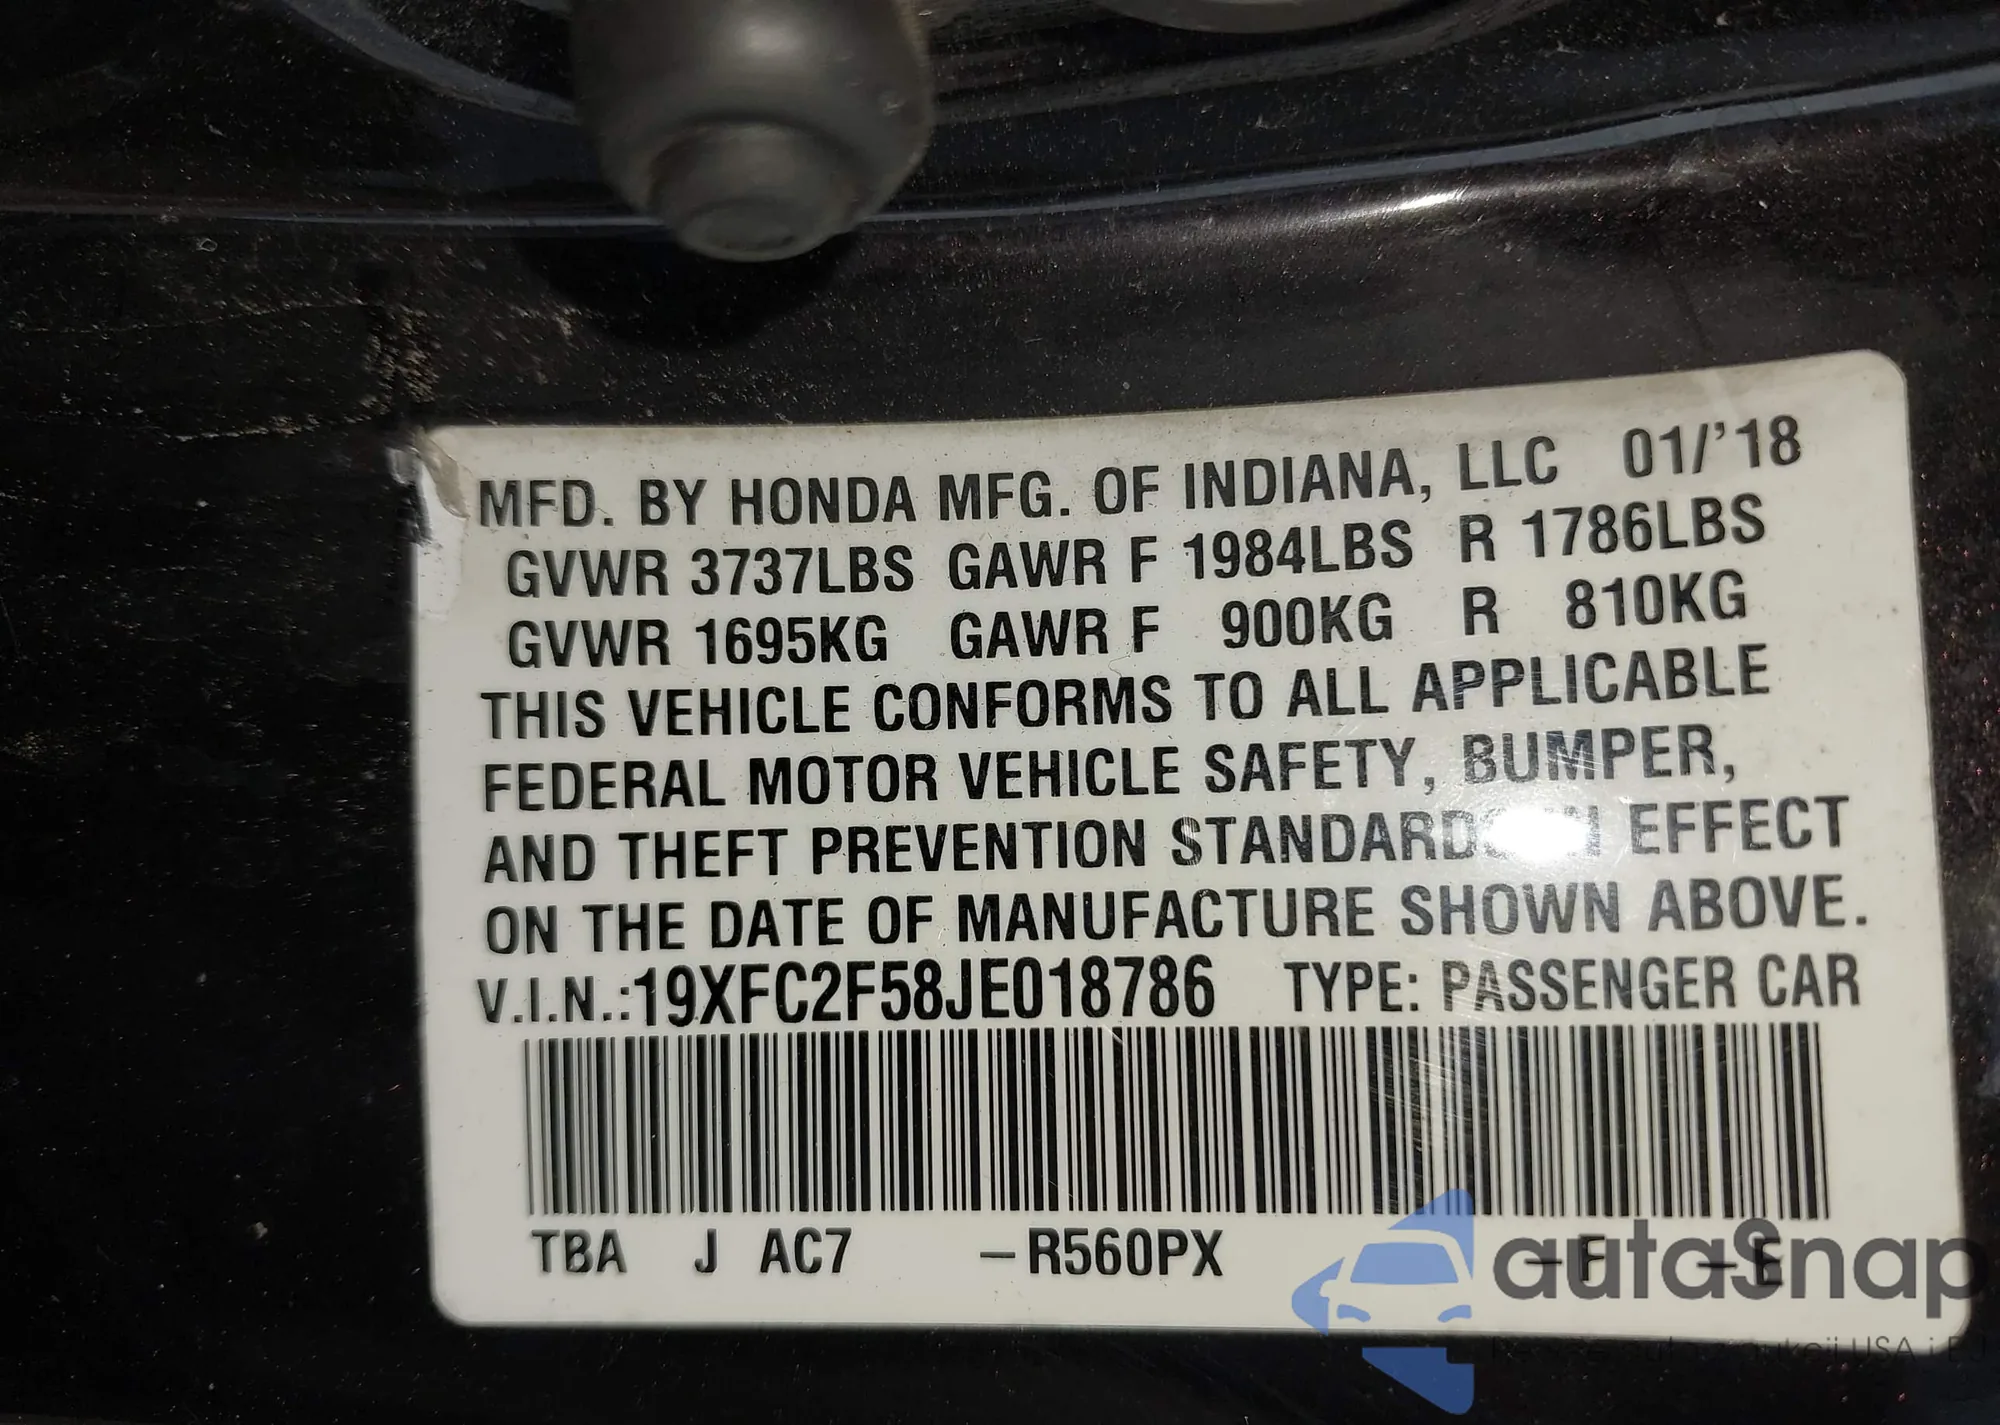 MFD. BY HONDA MFG. OF INDIANA, LLC 01/'18
GVWR 3737LBS GAWR F 1984LBS R 1786LBS
GVWR 1695KG GAWR F 900KG R 810KG
THIS VEHICLE CONFORMS TO ALL APPLICABLE
FEDERAL MOTOR VEHICLE SAFETY, BUMPER,
AND THEFT PREVENTION STANDARDS IN EFFECT
ON THE DATE OF MANUFACTURE SHOWN ABOVE.
V.I.N.:19XFC2F58JE018786 TYPE: PASSENGER CAR
TBA J AC7 –R560PX –F –E
autoSnap